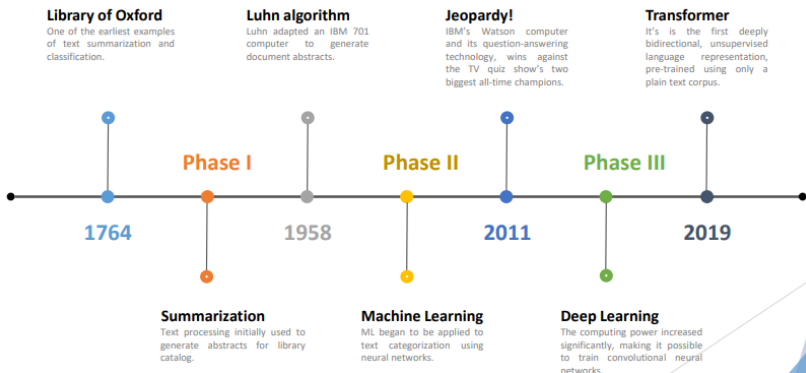 Library of Oxford
One of the earliest examples
of text summarization and
classification.
Luhn algorithm
Luhn adapted an IBM 701
computer to generate
document abstracts.
Jeopardy!
IBM's Watson computer
and its question-answering
technology, wins against
the TV quiz show's two
biggest all-time champions.
Transformer
It's is the first deeply
bidirectional, unsupervised
language representation,
pre-trained using only a
plain text corpus.
Phase I
Phase II
Phase III
1764
1958
2011
2019
Summarization
Text processing initially used to
generate abstracts for library
catalog.
Machine Learning
ML began to be applied to
text categorization using
neural networks.
Deep Learning
The computing power increased
significantly, making it possible
to train convolutional neural
networks.